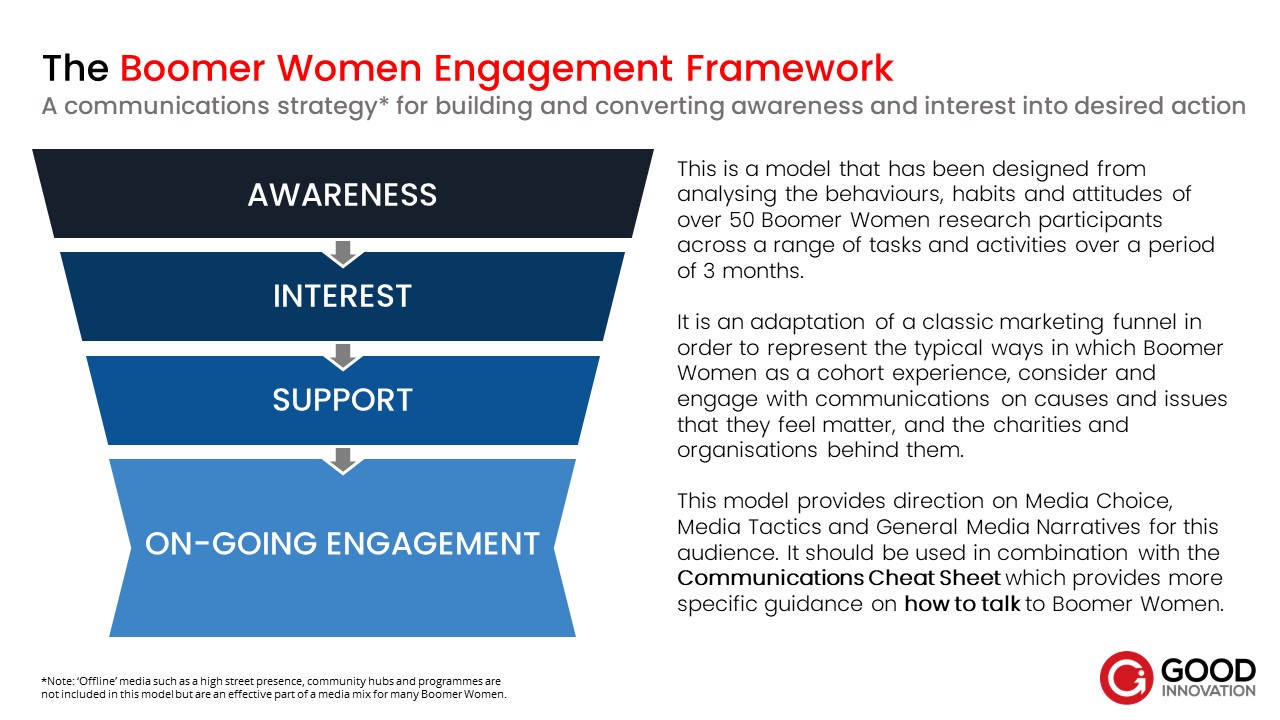 The Boomer Women Engagement Framework
A communications strategy* for building and converting awareness and interest into desired action
AWARENESS
INTEREST
SUPPORT
ON-GOING ENGAGEMENT
This is a model that has been designed from
analysing the behaviours, habits and attitudes of
over 50 Boomer Women research participants
across a range of tasks and activities over a period
of 3 months.
It is an adaptation of a classic marketing funnel in
order to represent the typical ways in which Boomer
Women as a cohort experience, consider and
engage with communications on causes and issues
that they feel matter, and the charities and
organisations behind them.
This model provides direction on Media Choice,
Media Tactics and General Media Narratives for this
audience. It should be used in combination with the
Communications Cheat Sheet which provides more
specific guidance on how to talk to Boomer Women.
*Note: ‘Offline’ media such as a high street presence, community hubs and programmes are
not included in this model but are an effective part of a media mix for many Boomer Women.
GOOD
INNOVATION